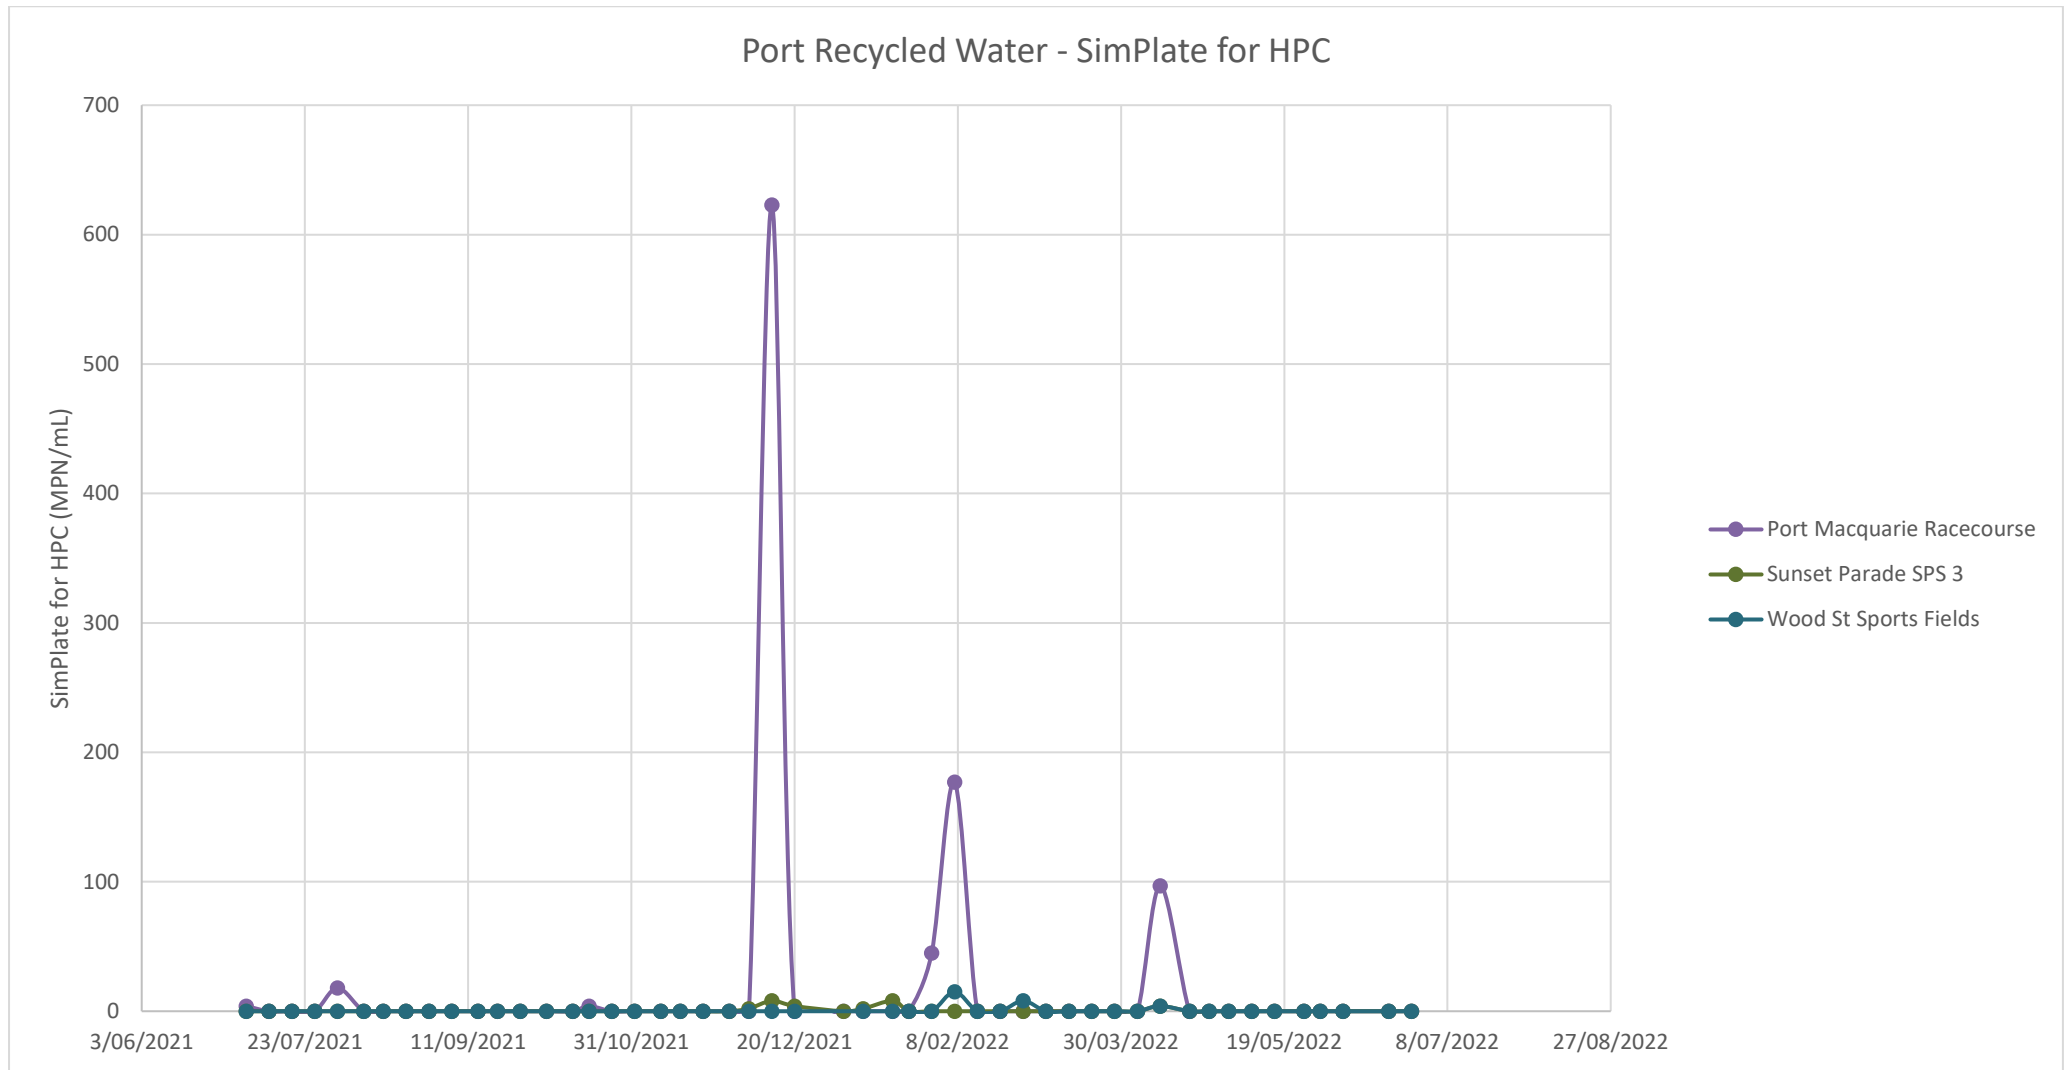 Port Recycled Water - SimPlate for HPC
700
600
500
400
300
200
100
0
SimPlate for HPC (MPN/mL)
3/06/2021 23/07/2021 11/09/2021 31/10/2021 20/12/2021 8/02/2022 30/03/2022 19/05/2022 8/07/2022 27/08/2022
Port Macquarie Racecourse
Sunset Parade SPS 3
Wood St Sports Fields